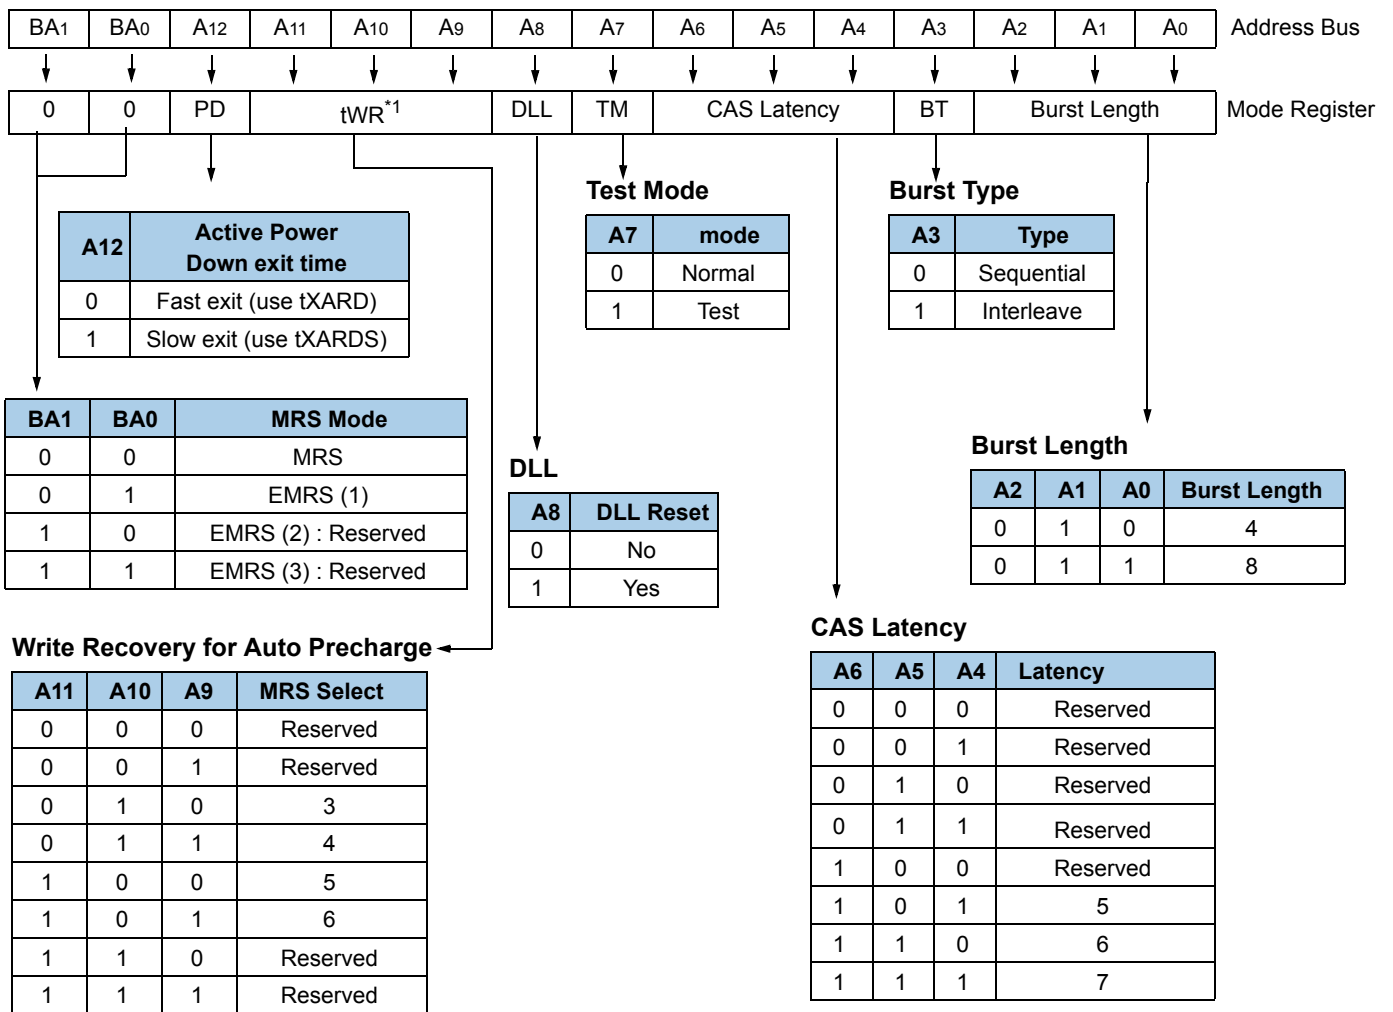 BA1 BA0 A12 A11 A10 A9 A8 A7 A6 A5 A4 A3 A2 A1 A0 Address Bus
0 0 PD tWR*1 DLL TM CAS Latency BT Burst Length Mode Register
A12 Active Power Down exit time
0 Fast exit (use tXARD)
1 Slow exit (use tXARDS)
Test Mode
A7 mode
0 Normal
1 Test
Burst Type
A3 Type
0 Sequential
1 Interleave
BA1 BA0 MRS Mode
0 0 MRS
0 1 EMRS (1)
1 0 EMRS (2) : Reserved
1 1 EMRS (3) : Reserved
DLL
A8 DLL Reset
0 No
1 Yes
Burst Length
A2 A1 A0 Burst Length
0 1 0 4
0 1 1 8
Write Recovery for Auto Precharge
A11 A10 A9 MRS Select
0 0 0 Reserved
0 0 1 Reserved
0 1 0 3
0 1 1 4
1 0 0 5
1 0 1 6
1 1 0 Reserved
1 1 1 Reserved
CAS Latency
A6 A5 A4 Latency
0 0 0 Reserved
0 0 1 Reserved
0 1 0 Reserved
0 1 1 Reserved
1 0 0 Reserved
1 0 1 5
1 1 0 6
1 1 1 7